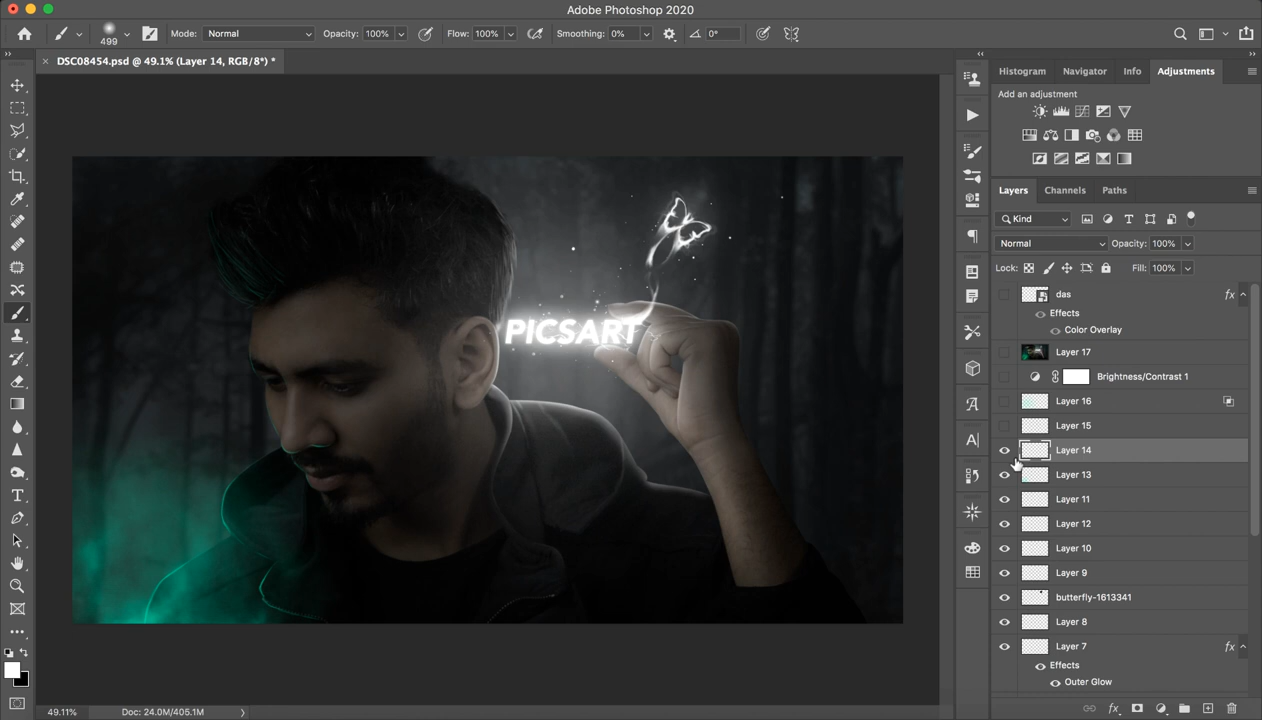 Adobe Photoshop 2020
499
Mode: Normal
Opacity: 100%
Flow: 100%
Smoothing: 0%
0°
× DSC08454.psd @ 49.1% (Layer 14, RGB/8*) *
Histogram
Navigator
Info
Adjustments
Add an adjustment
Layers
Channels
Paths
Kind
Normal
Opacity: 100%
Lock:
Fill: 100%
das
fx
Effects
Color Overlay
Layer 17
Brightness/Contrast 1
Layer 16
Layer 15
Layer 14
Layer 13
Layer 11
Layer 12
Layer 10
Layer 9
butterfly-1613341
Layer 8
Layer 7
fx
Effects
Outer Glow
fx
PICSART
49.11%
Doc: 24.0M/405.1M